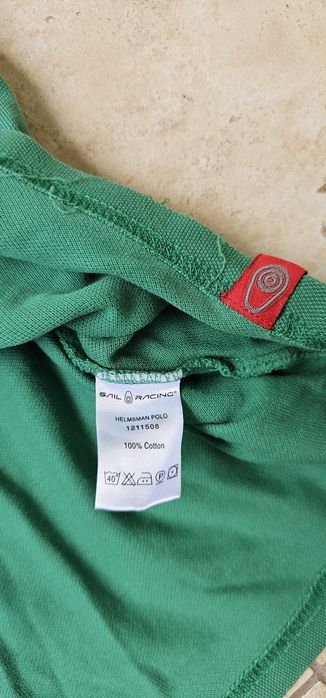 SAIL RACING®
HELMSMAN POLO
1211508
100% Cotton
40°